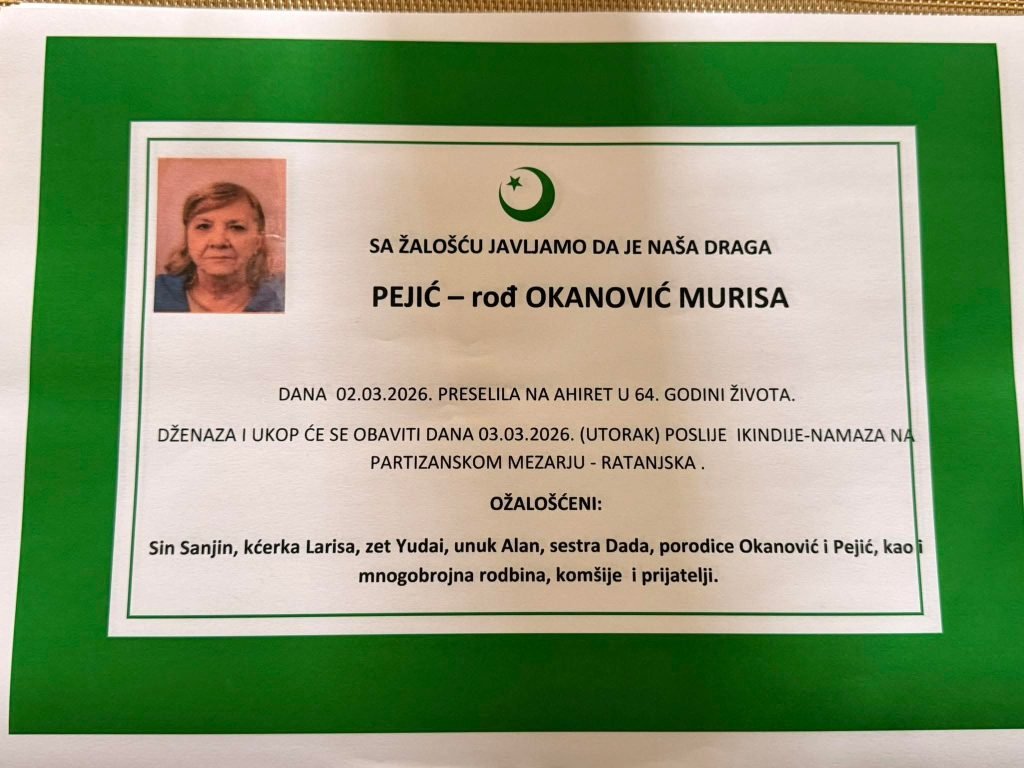 SA ŽALOŠĆU JAVLJAMO DA JE NAŠA DRAGA
PEJIĆ – rođ OKANOVIĆ MURISA
DANA 02.03.2026. PRESELILA NA AHIRET U 64. GODINI ŽIVOTA.
DŽENAZA I UKOP ĆE SE OBAVITI DANA 03.03.2026. (UTORAK) POSLIJE IKINDIJE-NAMAZA NA
PARTIZANSKOM MEZARJU - RATANJSKA .
OŽALOŠĆENI:
Sin Sanjin, kćerka Larisa, zet Yudai, unuk Alan, sestra Dada, porodice Okanović i Pejić, kao i
mnogobrojna rodbina, komšije i prijatelji.